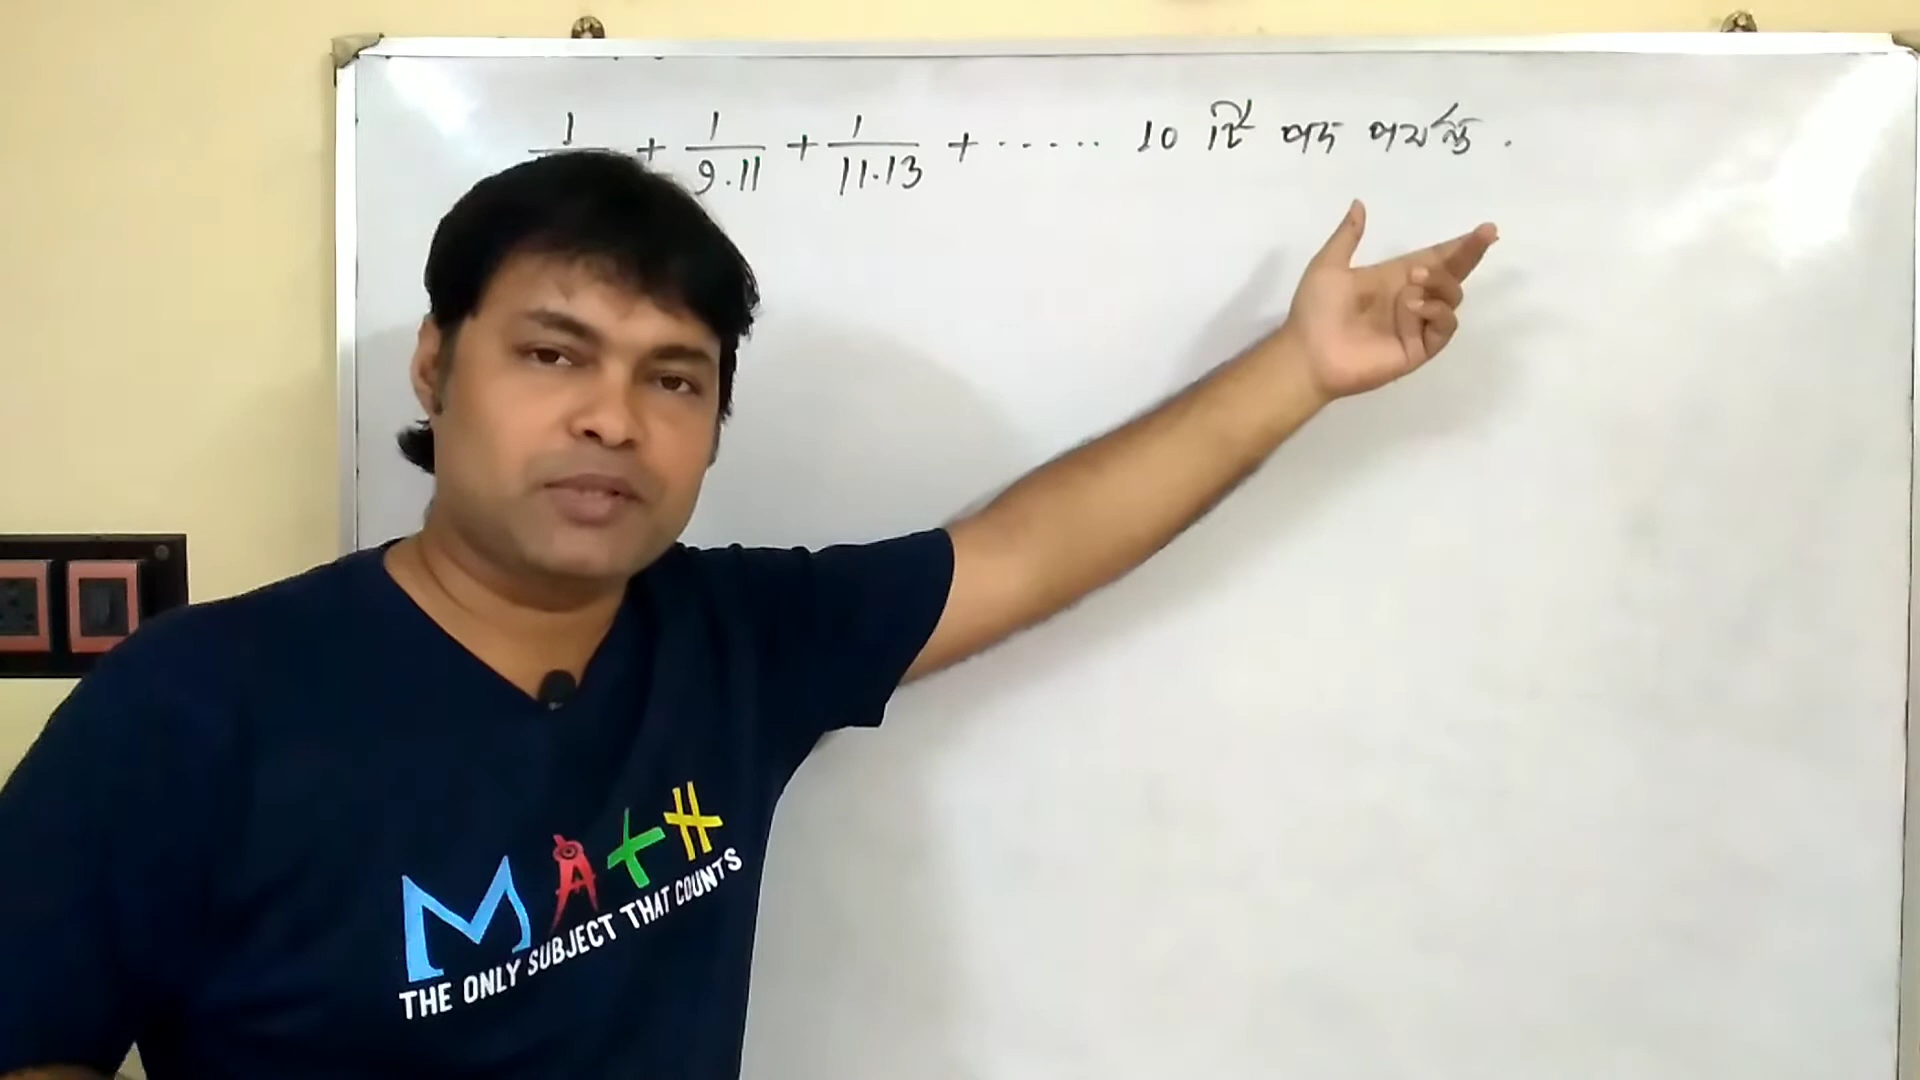 1/ + 1/9.11 + 1/11.13 + ..... 10 টি পদ পর্যন্ত .
MATH
THE ONLY SUBJECT THAT COUNTS